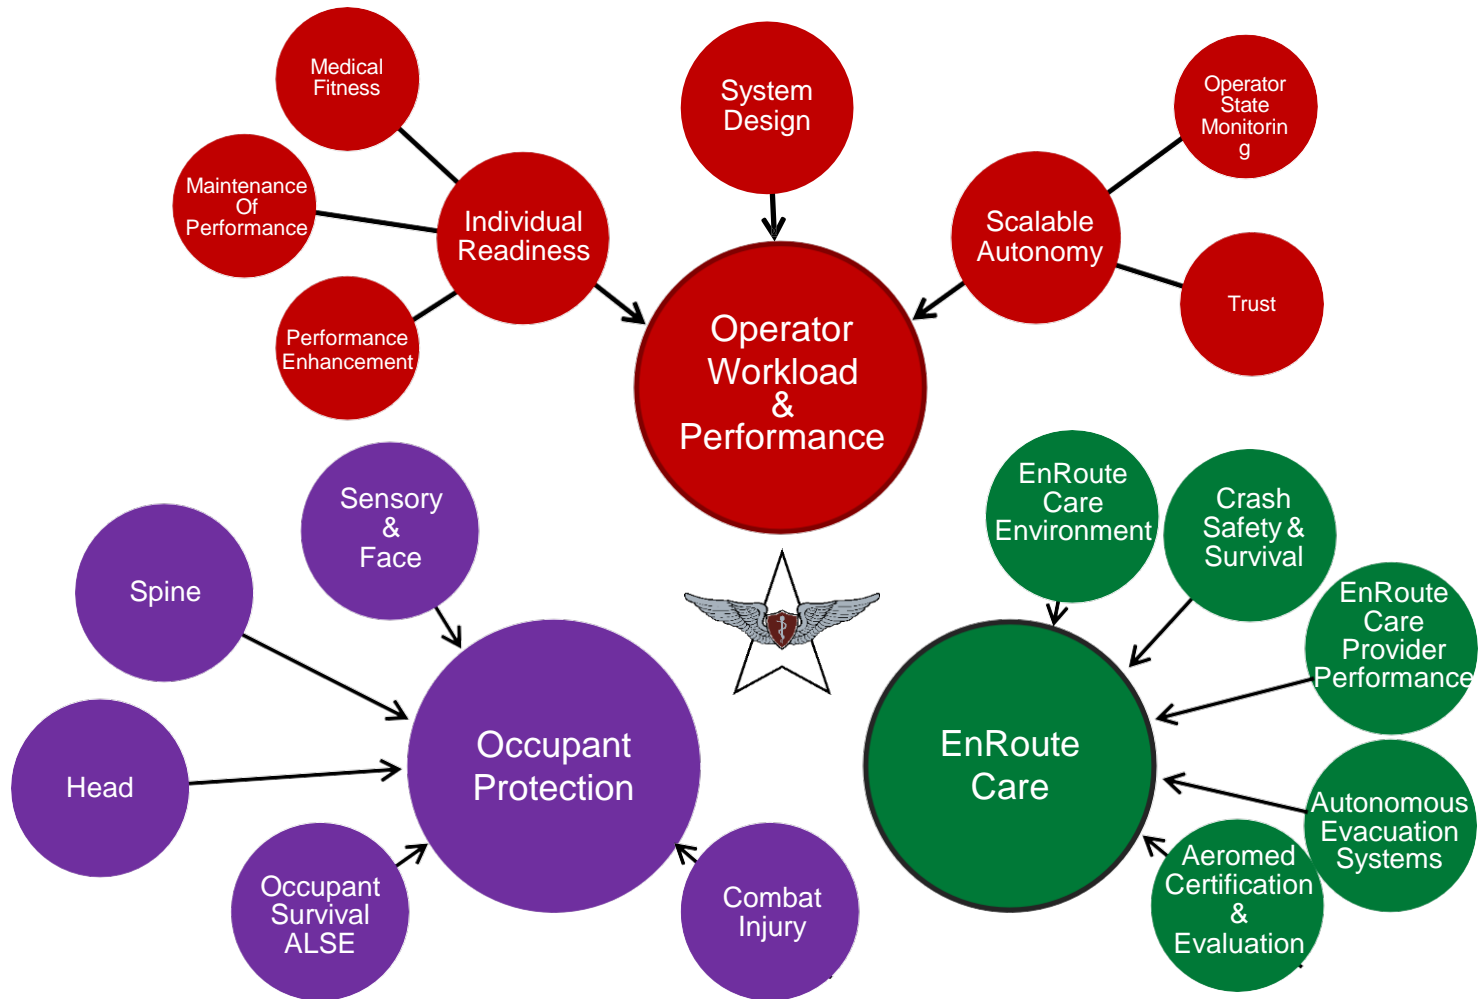 Medical
Fitness
System
Design
Operator
State
Monitorin
g
Maintenance
Of
Performance
Individual
Readiness
Scalable
Autonomy
Trust
Performance
Enhancement
Operator
Workload
&
Performance
Sensory
&
Face
EnRoute
Care
Environment
Crash
Safety &
Survival
Spine
EnRoute
Care
Provider
Performance
Head
Occupant
Protection
EnRoute
Care
Autonomous
Evacuation
Systems
Occupant
Survival
ALSE
Combat
Injury
Aeromed
Certification
&
Evaluation